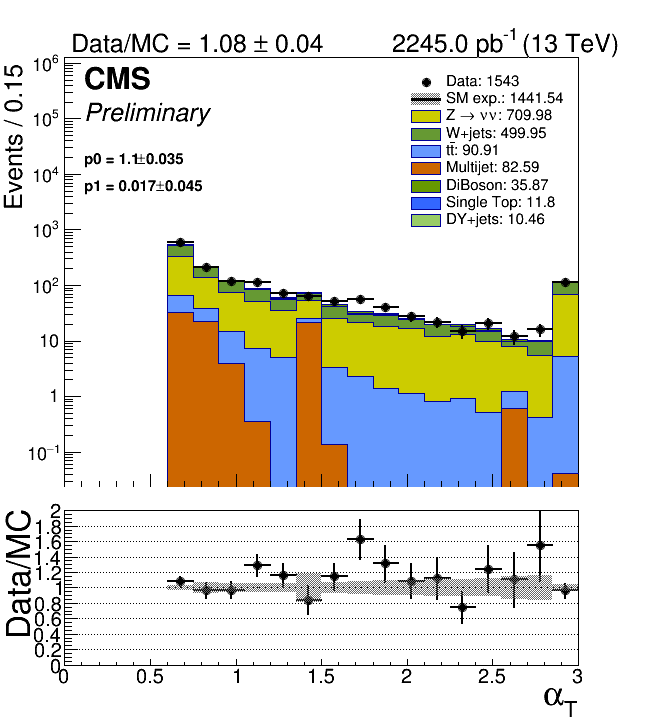 Data/MC = 1.08 ± 0.04 2245.0 pb⁻¹ (13 TeV)
CMS
Preliminary
p0 = 1.1±0.035
p1 = 0.017±0.045
Data: 1543
SM exp.: 1441.54
Z → νν: 709.98
W+jets: 499.95
tt̄: 90.91
Multijet: 82.59
DiBoson: 35.87
Single Top: 11.8
DY+jets: 10.46
Events / 0.15
10⁶
10⁵
10⁴
10³
10²
10
1
10⁻¹
Data/MC
2
1.8
1.6
1.4
1.2
1
0.8
0.6
0.4
0.2
0
0 0.5 1 1.5 2 2.5 3
α_T